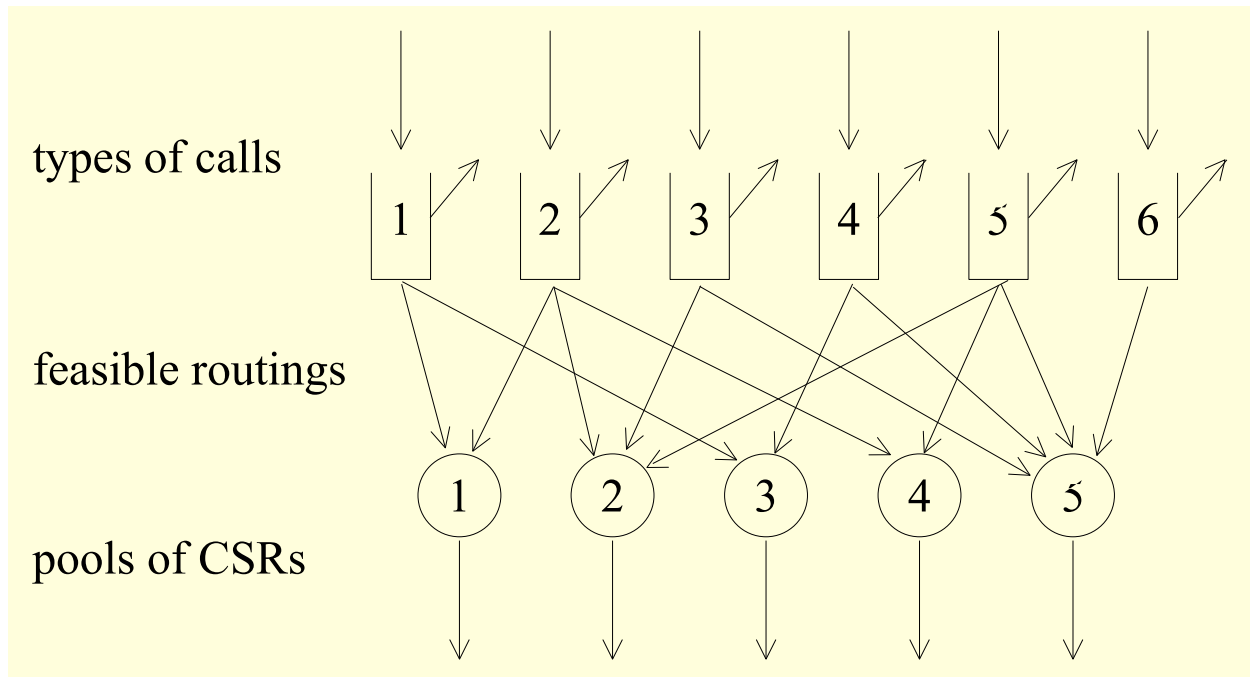 types of calls
1 2 3 4 5 6
feasible routings
1 2 3 4 5
pools of CSRs